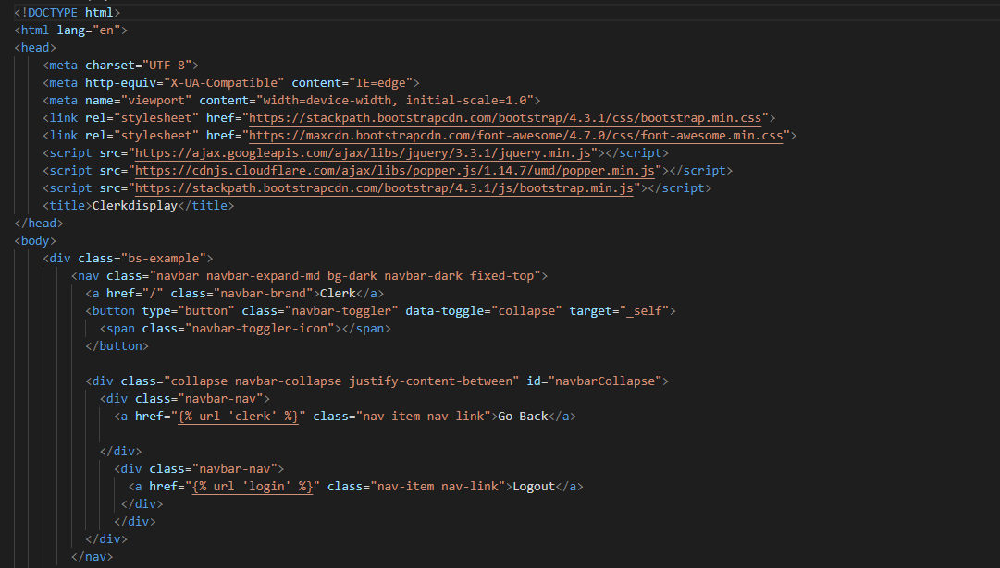 <!DOCTYPE html>
<html lang="en">
<head>
    <meta charset="UTF-8">
    <meta http-equiv="X-UA-Compatible" content="IE=edge">
    <meta name="viewport" content="width=device-width, initial-scale=1.0">
    <link rel="stylesheet" href="https://stackpath.bootstrapcdn.com/bootstrap/4.3.1/css/bootstrap.min.css">
    <link rel="stylesheet" href="https://maxcdn.bootstrapcdn.com/font-awesome/4.7.0/css/font-awesome.min.css">
    <script src="https://ajax.googleapis.com/ajax/libs/jquery/3.3.1/jquery.min.js"></script>
    <script src="https://cdnjs.cloudflare.com/ajax/libs/popper.js/1.14.7/umd/popper.min.js"></script>
    <script src="https://stackpath.bootstrapcdn.com/bootstrap/4.3.1/js/bootstrap.min.js"></script>
    <title>Clerkdisplay</title>
</head>
<body>
    <div class="bs-example">
        <nav class="navbar navbar-expand-md bg-dark navbar-dark fixed-top">
          <a href="/" class="navbar-brand">Clerk</a>
          <button type="button" class="navbar-toggler" data-toggle="collapse" target="_self">
            <span class="navbar-toggler-icon"></span>
          </button>
          <div class="collapse navbar-collapse justify-content-between" id="navbarCollapse">
            <div class="navbar-nav">
              <a href="{% url 'clerk' %}" class="nav-item nav-link">Go Back</a>
            </div>
              <div class="navbar-nav">
                <a href="{% url 'login' %}" class="nav-item nav-link">Logout</a>
               </div>
              </div>
          </div>
        </nav>